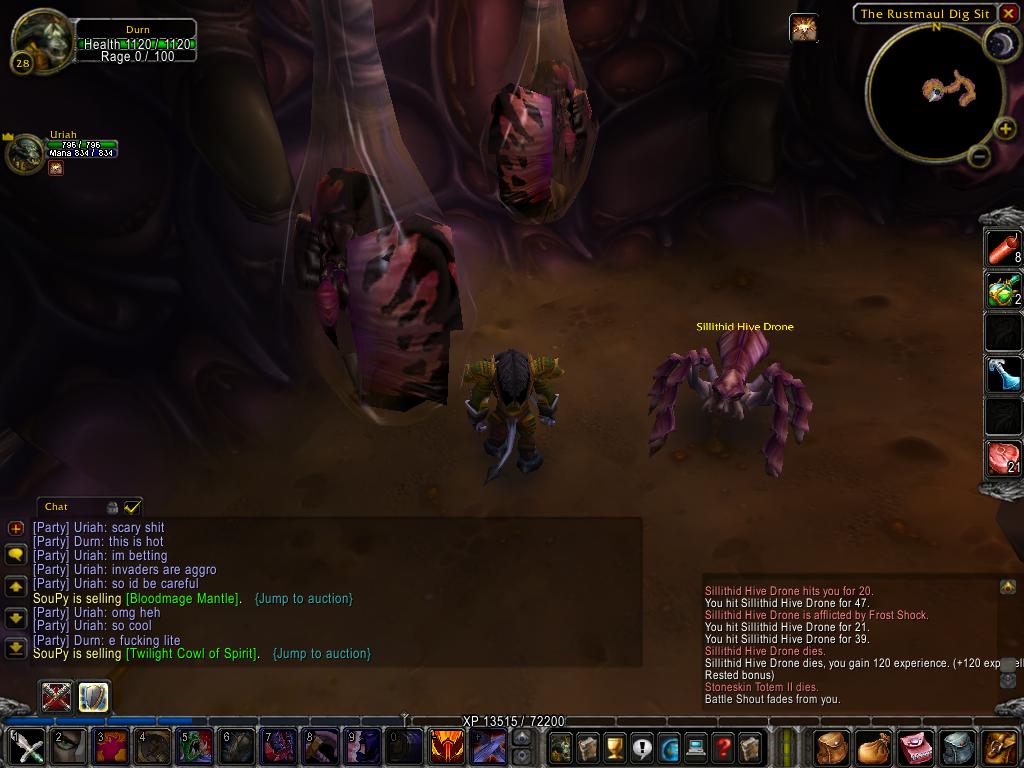 Durn
Health 1120 / 1120
Rage 0 / 100
28
The Rustmaul Dig Sit
N
Uriah
796 / 796
Mana 834 / 834
8
2
21
Sillithid Hive Drone
Chat
[Party] Uriah: scary shit
[Party] Durn: this is hot
[Party] Uriah: im betting
[Party] Uriah: invaders are aggro
[Party] Uriah: so id be careful
SouPy is selling [Bloodmage Mantle]. {Jump to auction}
[Party] Uriah: omg heh
[Party] Uriah: so cool
[Party] Durn: e fucking lite
SouPy is selling [Twilight Cowl of Spirit]. {Jump to auction}
Sillithid Hive Drone hits you for 20.
You hit Sillithid Hive Drone for 47.
Sillithid Hive Drone is afflicted by Frost Shock.
You hit Sillithid Hive Drone for 21.
You hit Sillithid Hive Drone for 39.
Sillithid Hive Drone dies.
Sillithid Hive Drone dies, you gain 120 experience. (+120 exp
Rested bonus)
Stoneskin Totem II dies.
Battle Shout fades from you.
XP 13515 / 72200
1 2 3 4 5 6 7 8 9 0